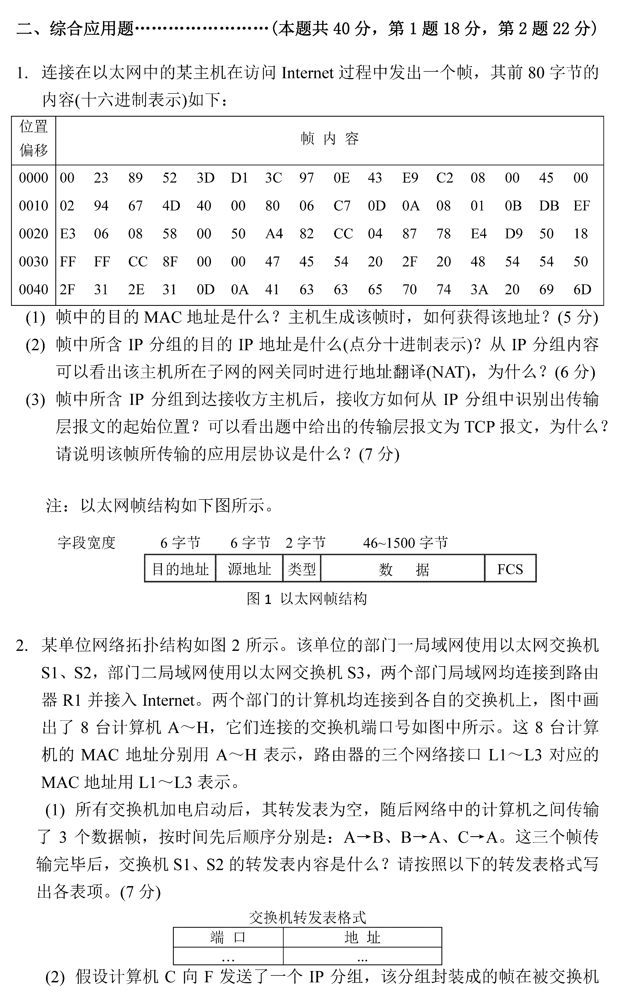 二、综合应用题························(本题共 40 分，第 1 题 18 分，第 2 题 22 分)
1. 连接在以太网中的某主机在访问 Internet 过程中发出一个帧，其前 80 字节的
内容(十六进制表示)如下：
位置
偏移
帧 内 容
0000 00 23 89 52 3D D1 3C 97 0E 43 E9 C2 08 00 45 00
0010 02 94 67 4D 40 00 80 06 C7 0D 0A 08 01 0B DB EF
0020 E3 06 08 58 00 50 A4 82 CC 04 87 78 E4 D9 50 18
0030 FF FF CC 8F 00 00 47 45 54 20 2F 20 48 54 54 50
0040 2F 31 2E 31 0D 0A 41 63 63 65 70 74 3A 20 69 6D
(1) 帧中的目的 MAC 地址是什么？主机生成该帧时，如何获得该地址？(5 分)
(2) 帧中所含 IP 分组的目的 IP 地址是什么(点分十进制表示)？从 IP 分组内容
可以看出该主机所在子网的网关同时进行地址翻译(NAT)，为什么？(6 分)
(3) 帧中所含 IP 分组到达接收方主机后，接收方如何从 IP 分组中识别出传输
层报文的起始位置？可以看出题中给出的传输层报文为 TCP 报文，为什么？
请说明该帧所传输的应用层协议是什么？(7 分)
注：以太网帧结构如下图所示。
字段宽度 6 字节 6 字节 2 字节 46~1500 字节
目的地址 源地址 类型 数 据 FCS
图 1 以太网帧结构
2. 某单位网络拓扑结构如图 2 所示。该单位的部门一局域网使用以太网交换机
S1、S2，部门二局域网使用以太网交换机 S3，两个部门局域网均连接到路由
器 R1 并接入 Internet。两个部门的计算机均连接到各自的交换机上，图中画
出了 8 台计算机 A～H，它们连接的交换机端口号如图中所示。这 8 台计算
机的 MAC 地址分别用 A～H 表示，路由器的三个网络接口 L1～L3 对应的
MAC 地址用 L1～L3 表示。
(1) 所有交换机加电启动后，其转发表为空，随后网络中的计算机之间传输
了 3 个数据帧，按时间先后顺序分别是：A→B、B→A、C→A。这三个帧传
输完毕后，交换机 S1、S2 的转发表内容是什么？请按照以下的转发表格式写
出各表项。(7 分)
交换机转发表格式
端 口 地 址
… ...
(2) 假设计算机 C 向 F 发送了一个 IP 分组，该分组封装成的帧在被交换机